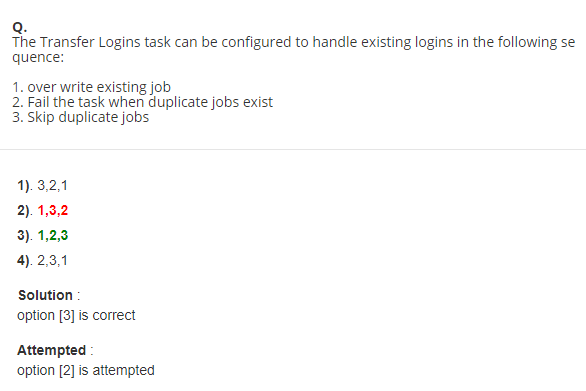 Q.
The Transfer Logins task can be configured to handle existing logins in the following se
quence:
1. over write existing job
2. Fail the task when duplicate jobs exist
3. Skip duplicate jobs
1). 3,2,1
2). 1,3,2
3). 1,2,3
4). 2,3,1
Solution :
option [3] is correct
Attempted :
option [2] is attempted